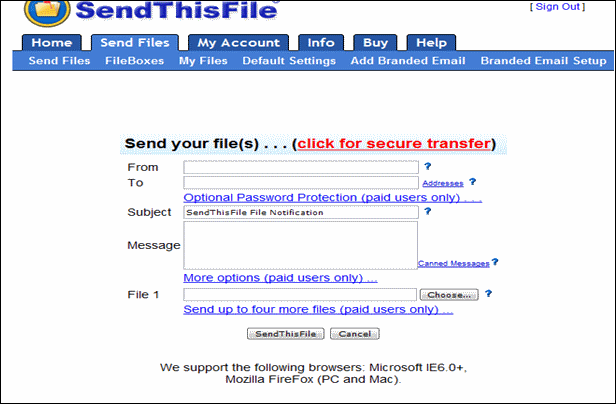 SendThisFile
[ Sign Out ]
Home Send Files My Account Info Buy Help
Send Files FileBoxes My Files Default Settings Add Branded Email Branded Email Setup
Send your file(s) . . . (click for secure transfer)
From ?
To Addresses ?
Optional Password Protection (paid users only) . . .
Subject SendThisFile File Notification ?
Message Canned Messages ?
More options (paid users only) ...
File 1 Choose... ?
Send up to four more files (paid users only) ...
SendThisFile Cancel
We support the following browsers: Microsoft IE6.0+,
Mozilla FireFox (PC and Mac).